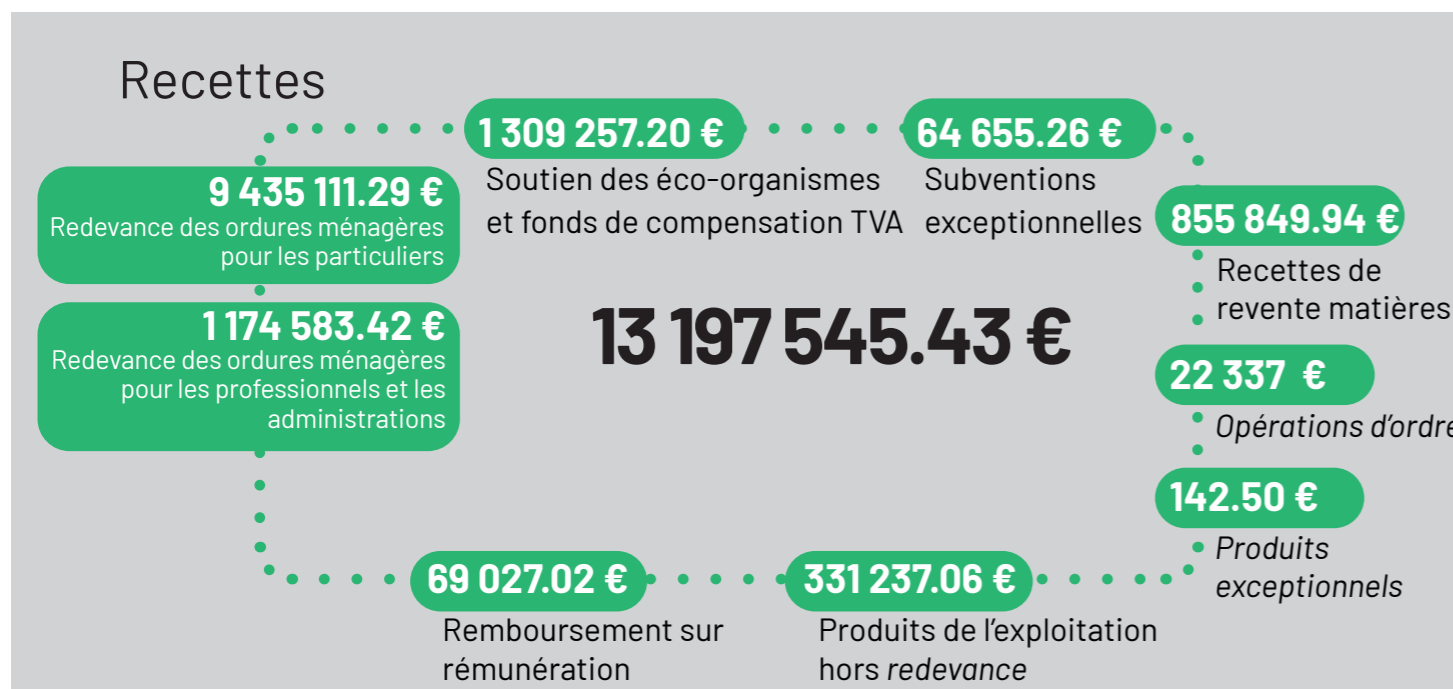 Recettes
1 309 257.20 €
Soutien des éco-organismes
et fonds de compensation TVA
64 655.26 €
Subventions
exceptionnelles
9 435 111.29 €
Redevance des ordures ménagères
pour les particuliers
855 849.94 €
Recettes de
revente matières
1 174 583.42 €
Redevance des ordures ménagères
pour les professionnels et les
administrations
13 197 545.43 €
22 337 €
Opérations d’ordre
142.50 €
Produits
exceptionnels
69 027.02 €
Remboursement sur
rémunération
331 237.06 €
Produits de l’exploitation
hors redevance